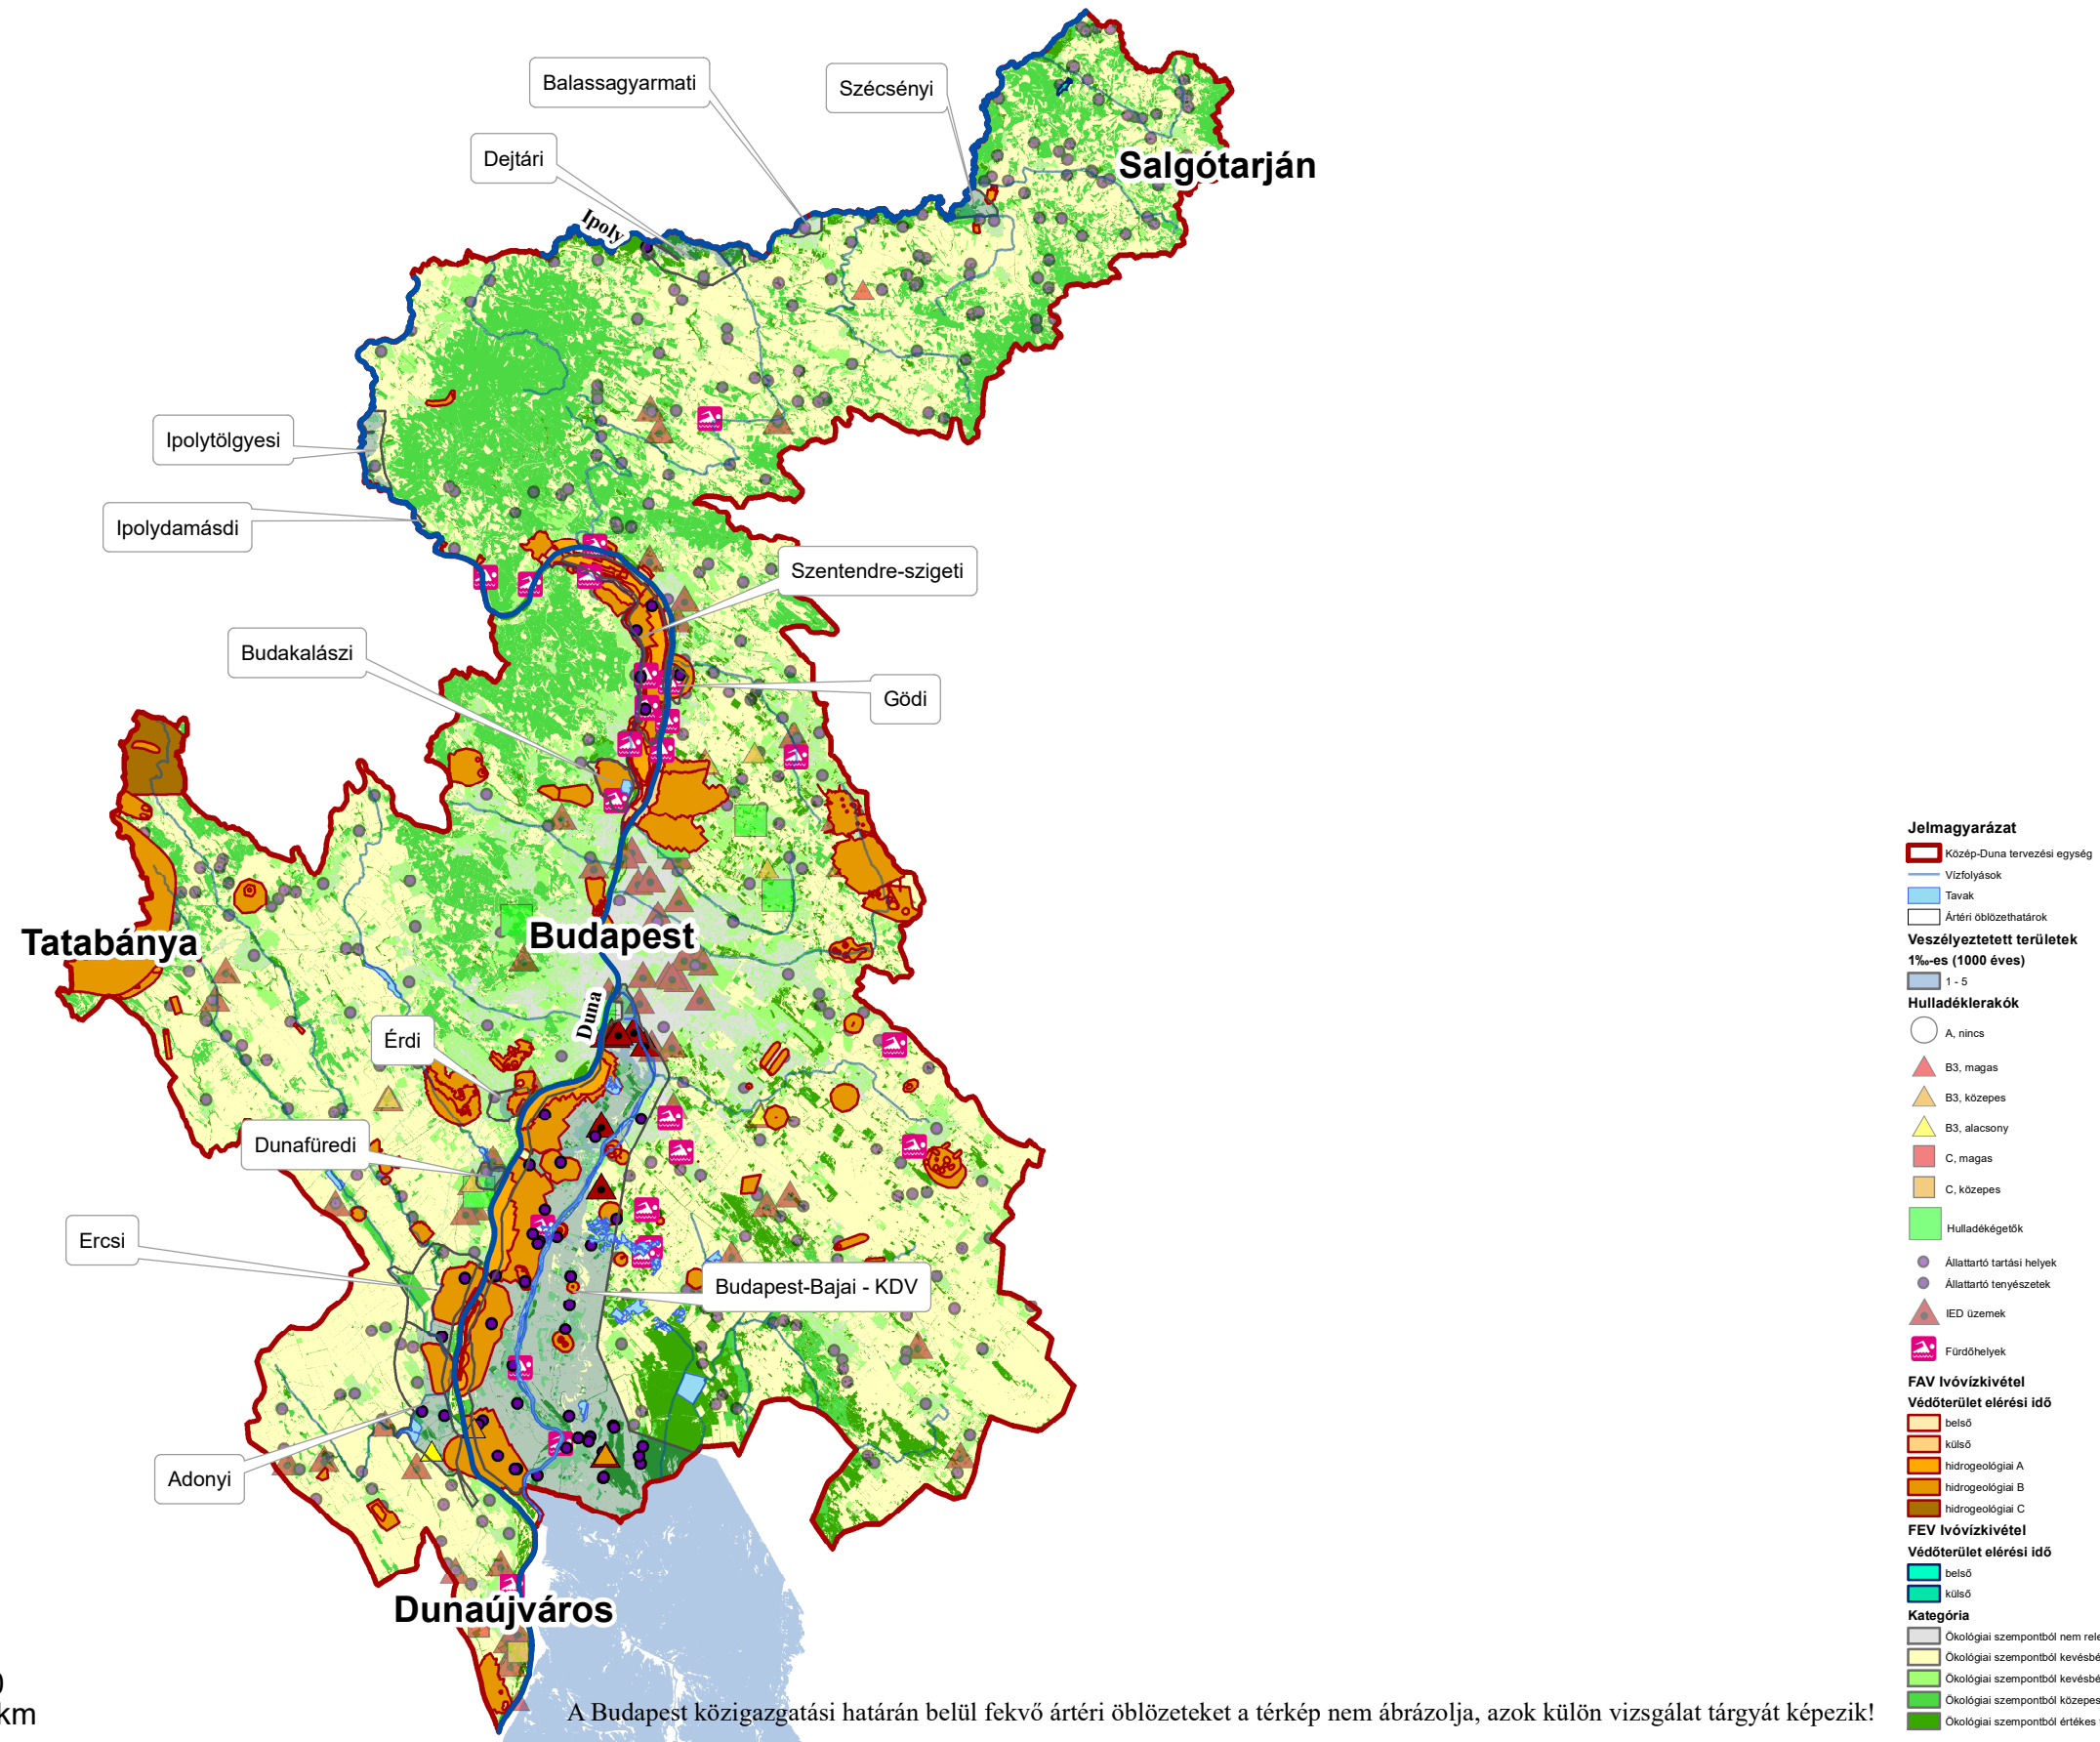 Balassagyarmati
Szécsényi
Dejtári
Salgótarján
Ipoly
Ipolytölgyesi
Ipolydamásdi
Szentendre-szigeti
Budakalászi
Gödi
Tatabánya
Budapest
Duna
Érdi
Dunafüredi
Ercsi
Budapest-Bajai - KDV
Adonyi
Dunaújváros
km
A Budapest közigazgatási határán belül fekvő ártéri öblözeteket a térkép nem ábrázolja, azok külön vizsgálat tárgyát képezik!
Jelmagyarázat
Közép-Duna tervezési egység
Vízfolyások
Tavak
Ártéri öblözethatárok
Veszélyeztetett területek
1‰-es (1000 éves)
1 - 5
Hulladéklerakók
A, nincs
B3, magas
B3, közepes
B3, alacsony
C, magas
C, közepes
Hulladékégetők
Állattartó tartási helyek
Állattartó tenyészetek
IED üzemek
Fürdőhelyek
FAV Ivóvízkivétel
Védőterület elérési idő
belső
külső
hidrogeológiai A
hidrogeológiai B
hidrogeológiai C
FEV Ivóvízkivétel
Védőterület elérési idő
belső
külső
Kategória
Ökológiai szempontból nem
Ökológiai szempontból
Ökológiai szempontból
Ökológiai szempontból közepes
Ökológiai szempontból értékes